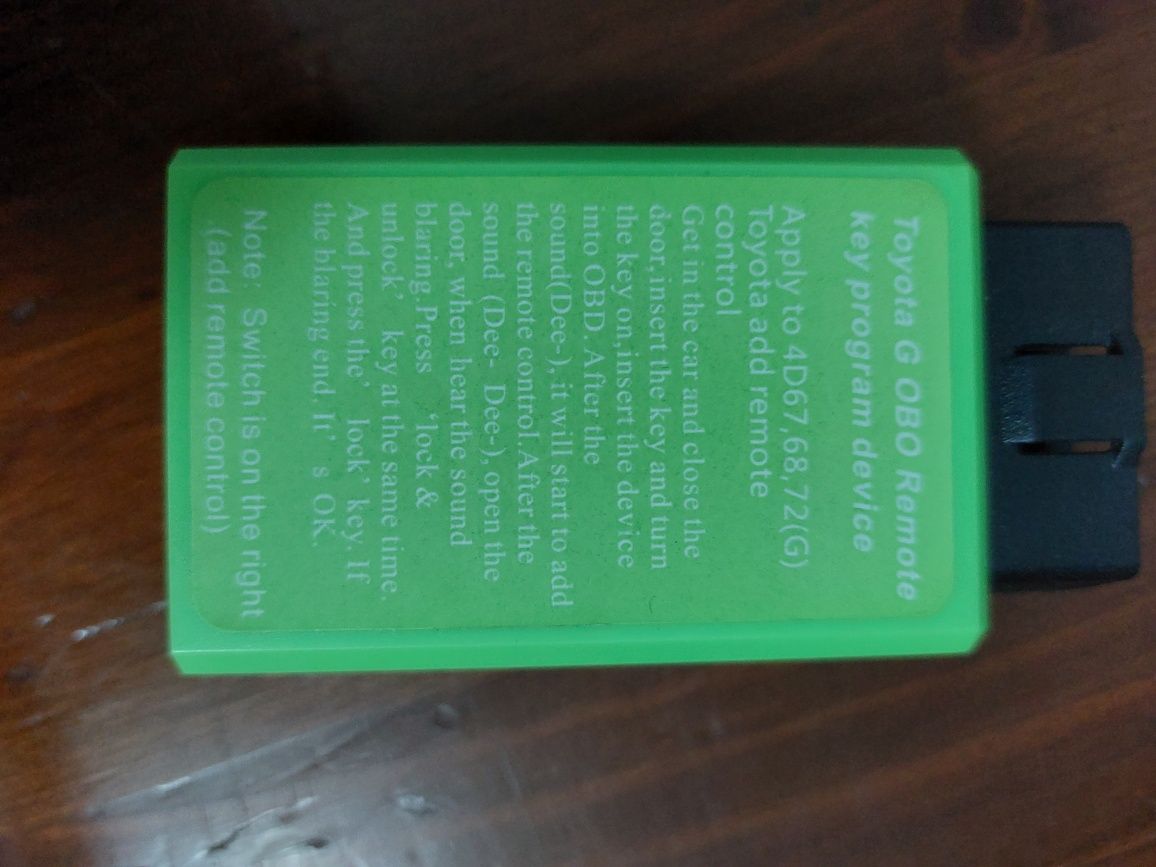 Toyota G OBO Remote
key program device
Apply to 4D67,68,72(G)
Toyota add remote
control
Get in the car and close the
door,insert the key and turn
the key on,insert the device
into OBD. After the
sound(Dee-), it will start to add
the remote control. After the
sound (Dee- Dee-), open the
door, when hear the sound
blaring.Press ’lock &
unlock’ key at the same time.
And press the’ lock’ key. If
the blaring end. It’ s OK.
Note: Switch is on the right
.(add remote control)